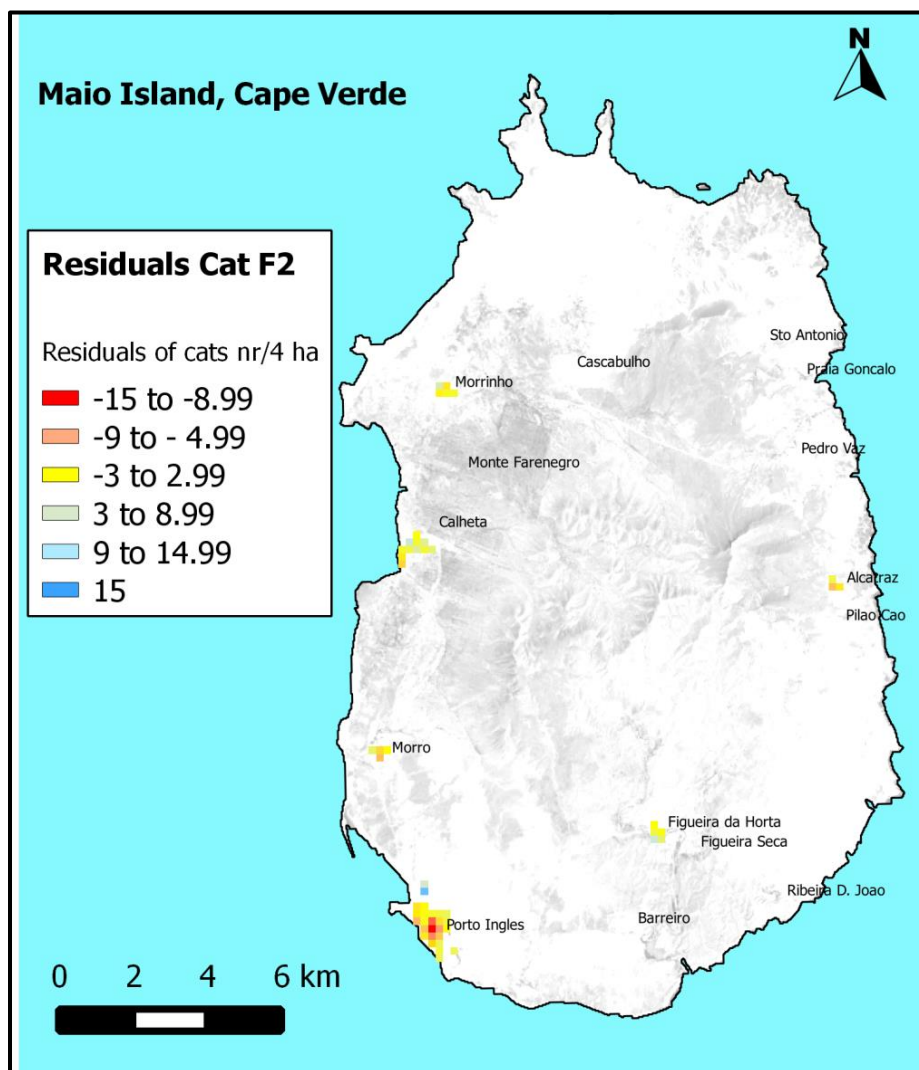 N
Maio Island, Cape Verde
Residuals Cat F2
Residuals of cats nr/4 ha
-15 to -8.99
-9 to - 4.99
-3 to 2.99
3 to 8.99
9 to 14.99
15
Sto Antonio
Cascabulho
Praia Goncalo
Morrinho
Pedro Vaz
Monte Farenegro
Calheta
Alcatraz
Pilao Cao
Morro
Figueira da Horta
Figueira Seca
Ribeira D. Joao
Barreiro
Porto Ingles
0 2 4 6 km